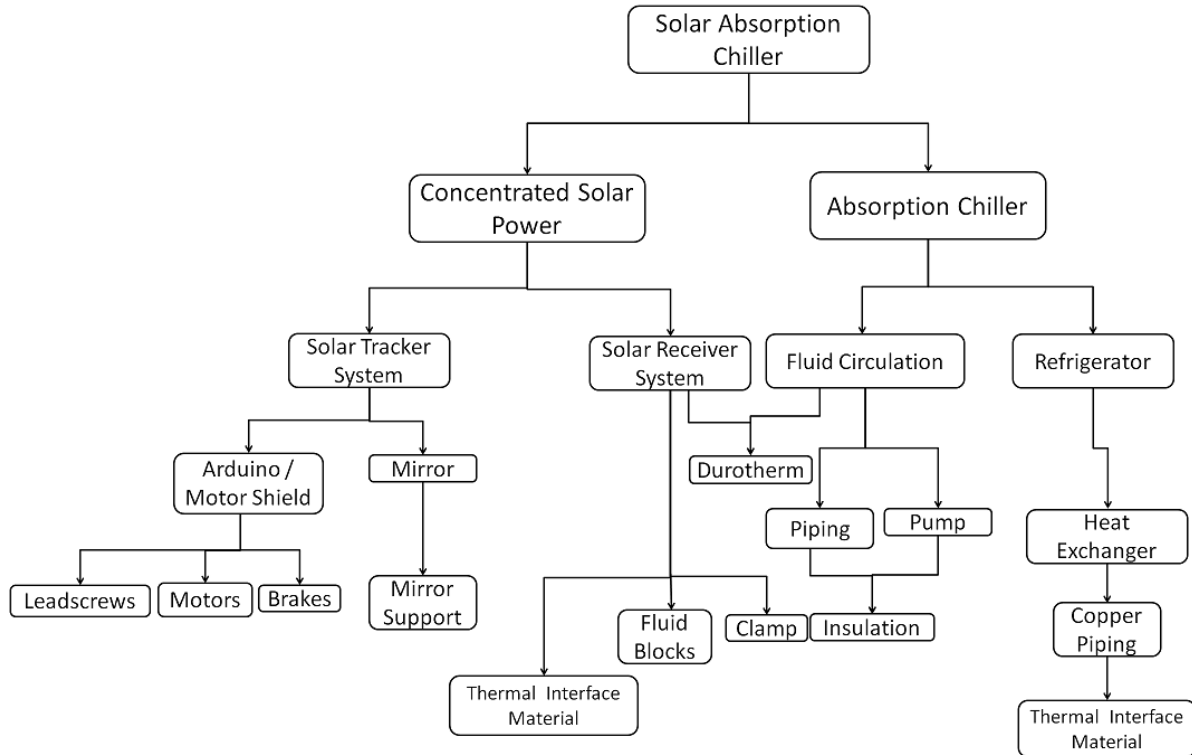 Solar Absorption
Chiller
Concentrated Solar
Power
Absorption Chiller
Solar Tracker
System
Solar Receiver
System
Fluid Circulation
Refrigerator
Arduino /
Motor Shield
Mirror
Durotherm
Piping
Pump
Heat
Exchanger
Leadscrews
Motors
Brakes
Mirror
Support
Fluid
Blocks
Clamp
Insulation
Copper
Piping
Thermal Interface
Material
Thermal Interface
Material